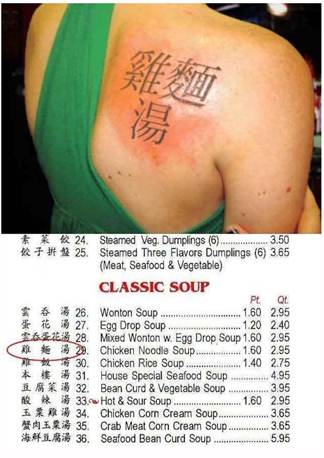 雞麵
湯
素菜餃 24. Steamed Veg. Dumplings (6) 3.50
餃子拼盤 25. Steamed Three Flavors Dumplings (6) 3.65
(Meat, Seafood & Vegetable)
CLASSIC SOUP
Pt. Qt.
雲吞湯 26. Wonton Soup 1.60 2.95
蛋花湯 27. Egg Drop Soup 1.20 2.40
雲吞蛋花湯 28. Mixed Wonton w. Egg Drop Soup 1.60 2.95
雞麵湯 29. Chicken Noodle Soup 1.60 2.95
雞飯湯 30. Chicken Rice Soup 1.40 2.75
本樓湯 31. House Special Seafood Soup 5.95
豆腐菜湯 32. Bean Curd & Vegetable Soup 3.95
酸辣湯 33. Hot & Sour Soup 1.60 2.95
玉粟雞湯 34. Chicken Corn Cream Soup 3.65
蟹肉玉粟湯 35. Crab Meat Corn Cream Soup 3.65
海鮮豆腐湯 36. Seafood Bean Curd Soup 5.95